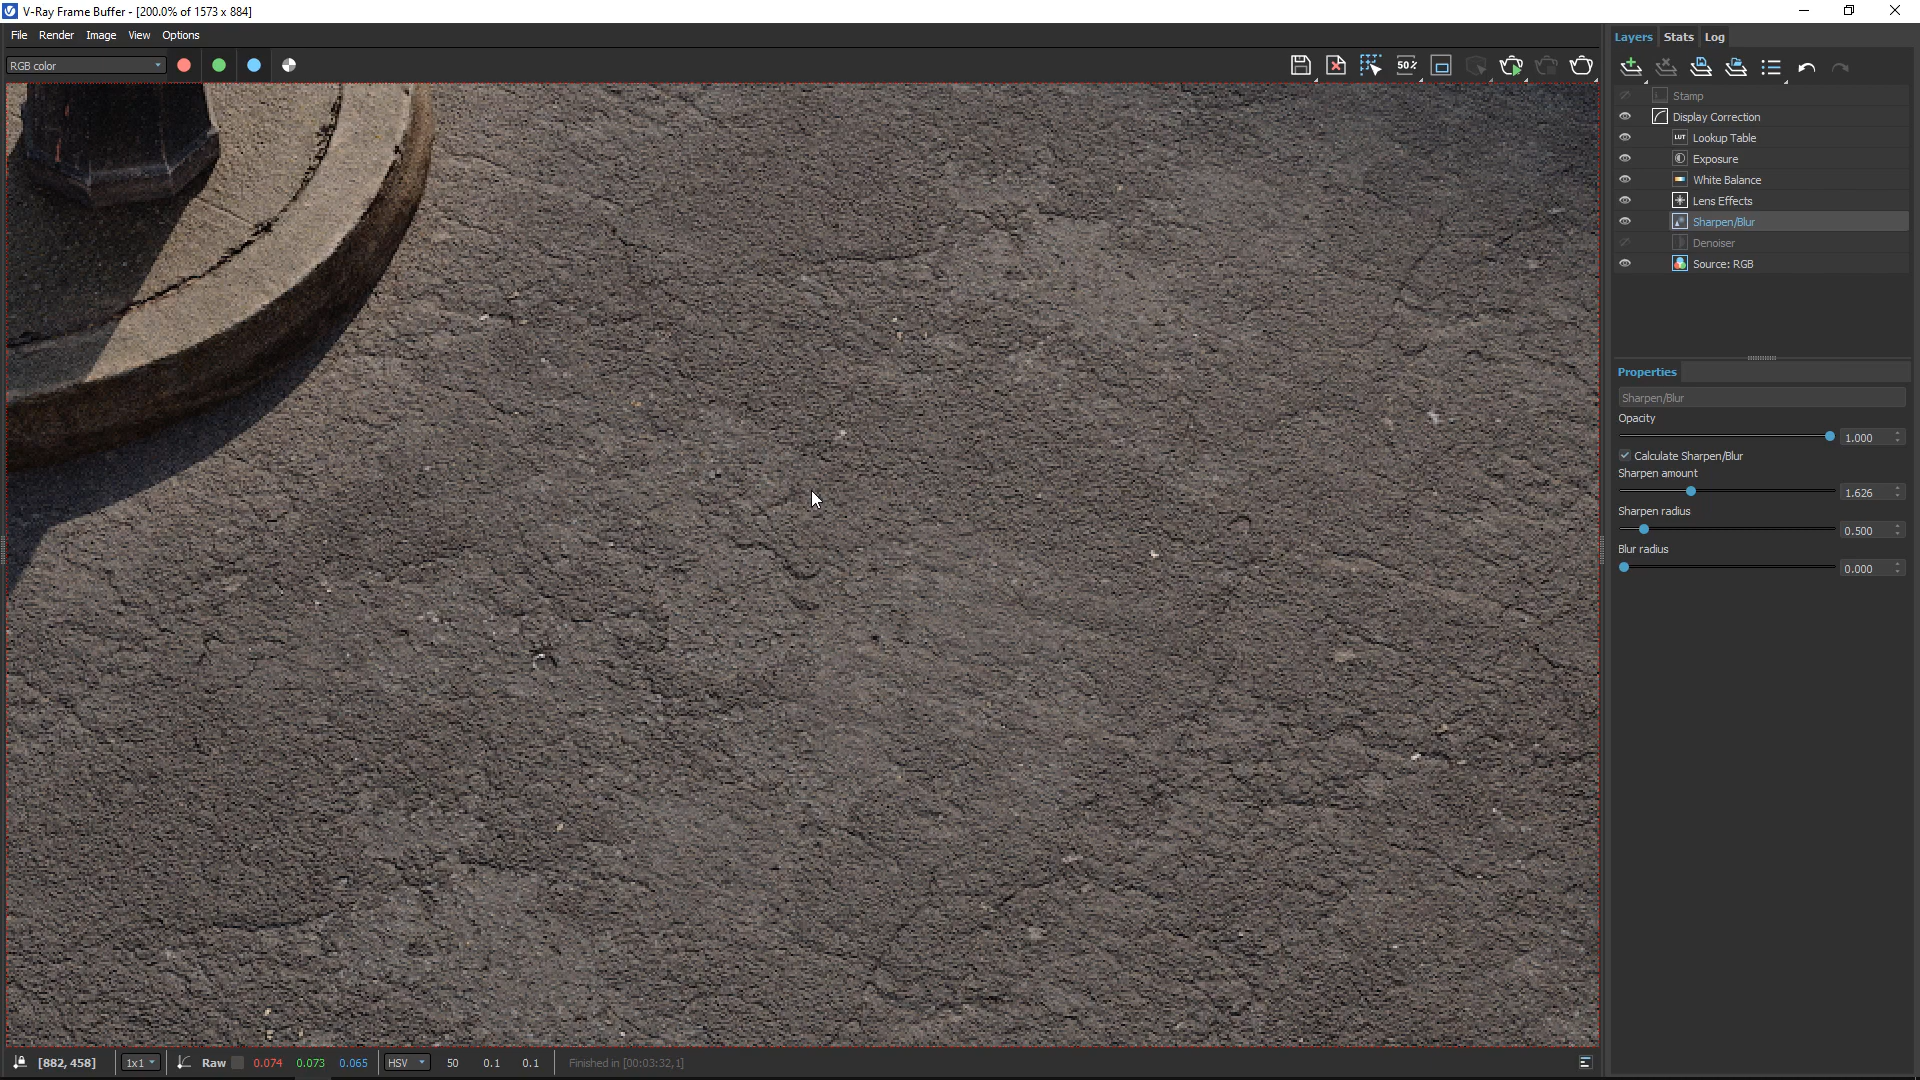 V-Ray Frame Buffer - [200.0% of 1573 x 884]
File Render Image View Options
RGB color
50%
Layers Stats Log
Stamp
Display Correction
LUT Lookup Table
Exposure
White Balance
Lens Effects
Sharpen/Blur
Denoiser
Source: RGB
Properties
Sharpen/Blur
Opacity
1.000
Calculate Sharpen/Blur
Sharpen amount
1.626
Sharpen radius
0.500
Blur radius
0.000
[882, 458] 1x1 Raw 0.074 0.073 0.065 HSV 50 0.1 0.1 Finished in [00:03:32,1]